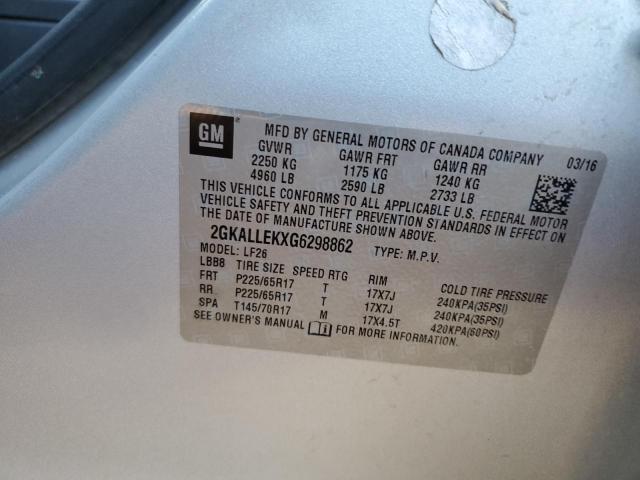 GM
MFD BY GENERAL MOTORS OF CANADA COMPANY 03/16
GVWR GAWR FRT GAWR RR
2250 KG 1175 KG 1240 KG
4960 LB 2590 LB 2733 LB
THIS VEHICLE CONFORMS TO ALL APPLICABLE U.S. FEDERAL MOTOR
VEHICLE SAFETY AND THEFT PREVENTION STANDARDS IN EFFECT ON
THE DATE OF MANUFACTURE SHOWN ABOVE.
2GKALLEKXG6298862 TYPE: M.P.V.
MODEL: LF26
LBB8 TIRE SIZE SPEED RTG RIM COLD TIRE PRESSURE
FRT P225/65R17 T 17X7J 240KPA(35PSI)
RR P225/65R17 T 17X7J 240KPA(35PSI)
SPA T145/70R17 M 17X4.5T 420KPA(60PSI)
SEE OWNER'S MANUAL FOR MORE INFORMATION.